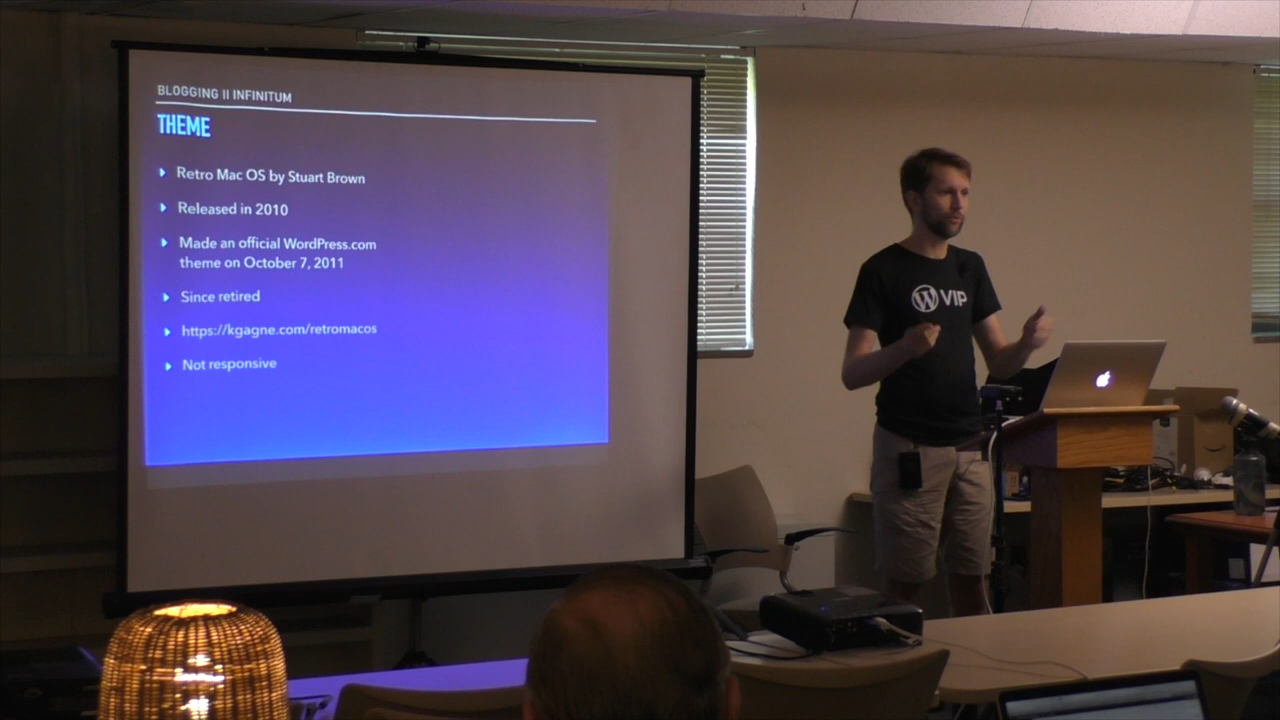 BLOGGING II INFINITUM
THEME
Retro Mac OS by Stuart Brown
Released in 2010
Made an official WordPress.com
theme on October 7, 2011
Since retired
https://kgagne.com/retromacos
Not responsive
VIP